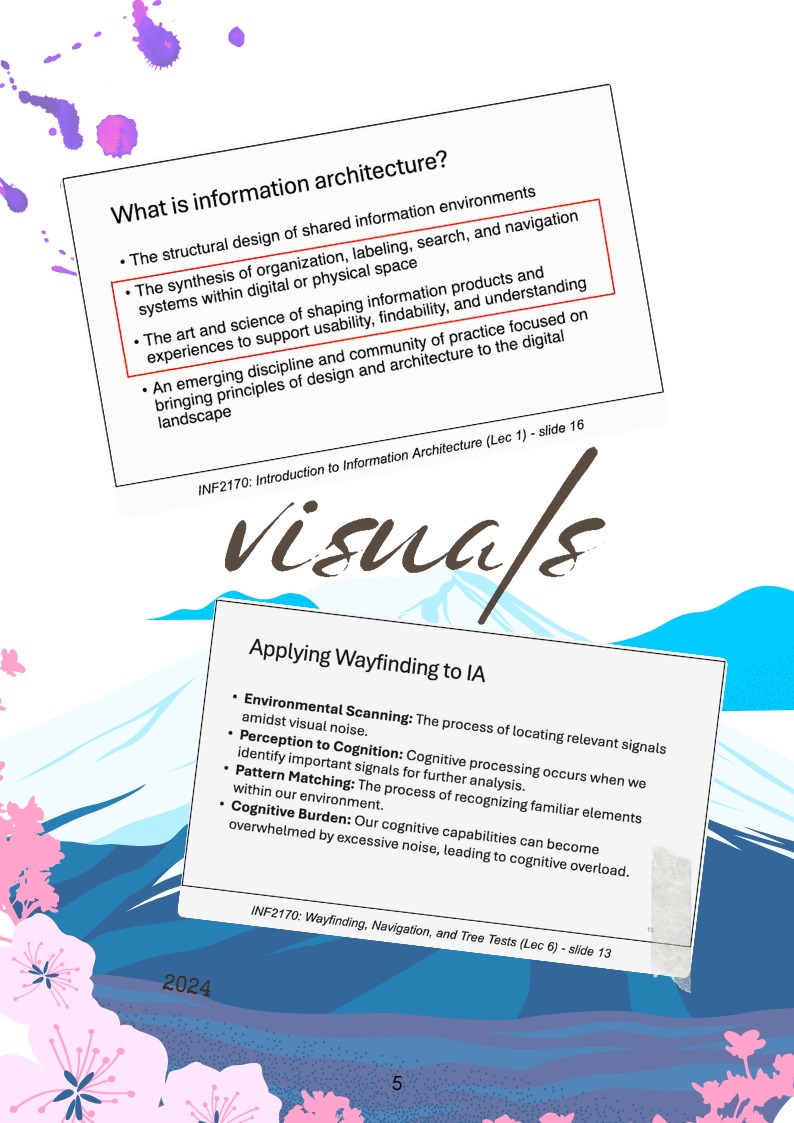 What is information architecture?
• The structural design of shared information environments
• The synthesis of organization, labeling, search, and navigation
systems within digital or physical space
• The art and science of shaping information products and
experiences to support usability, findability, and understanding
• An emerging discipline and community of practice focused on
bringing principles of design and architecture to the digital
landscape
INF2170: Introduction to Information Architecture (Lec 1) - slide 16
visuals
Applying Wayfinding to IA
• Environmental Scanning: The process of locating relevant signals
amidst visual noise.
• Perception to Cognition: Cognitive processing occurs when we
identify important signals for further analysis.
• Pattern Matching: The process of recognizing familiar elements
within our environment.
• Cognitive Burden: Our cognitive capabilities can become
overwhelmed by excessive noise, leading to cognitive overload.
INF2170: Wayfinding, Navigation, and Tree Tests (Lec 6) - slide 13
2024
5